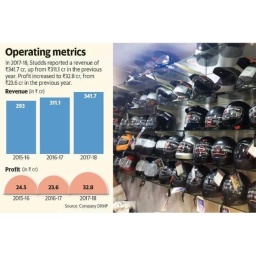 Operating metrics
In 2017-18, Studds reported a revenue of
₹341.7 cr, up from ₹311.1 cr in the previous
year. Profit increased to ₹32.8 cr, from
₹23.6 cr in the previous year.
Revenue (in ₹ cr)
293
311.1
341.7
2015-16
2016-17
2017-18
Profit (in ₹ cr)
24.5
23.6
32.8
2015-16
2016-17
2017-18
Source: Company DRHP